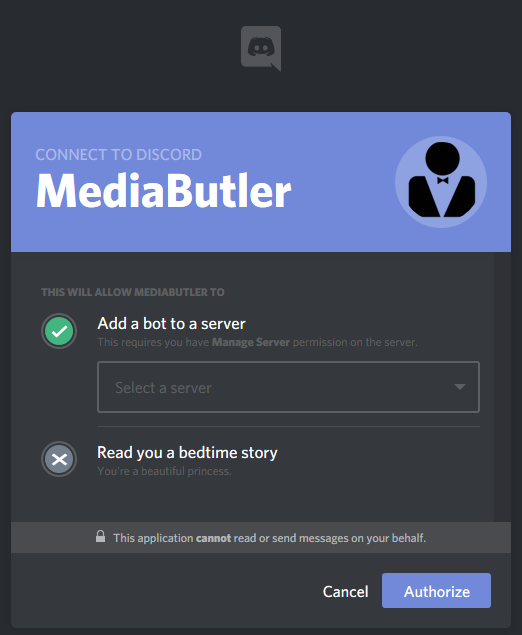 CONNECT TO DISCORD
MediaButler
THIS WILL ALLOW MEDIABUTLER TO
Add a bot to a server
This requires you have Manage Server permission on the server.
Select a server
Read you a bedtime story
You're a beautiful princess.
This application cannot read or send messages on your behalf.
Cancel
Authorize